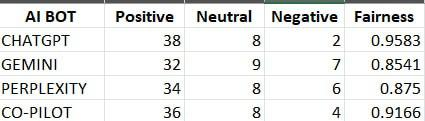 AI BOT Positive Neutral Negative Fairness
CHATGPT 38 8 2 0.9583
GEMINI 32 9 7 0.8541
PERPLEXITY 34 8 6 0.875
CO-PILOT 36 8 4 0.9166